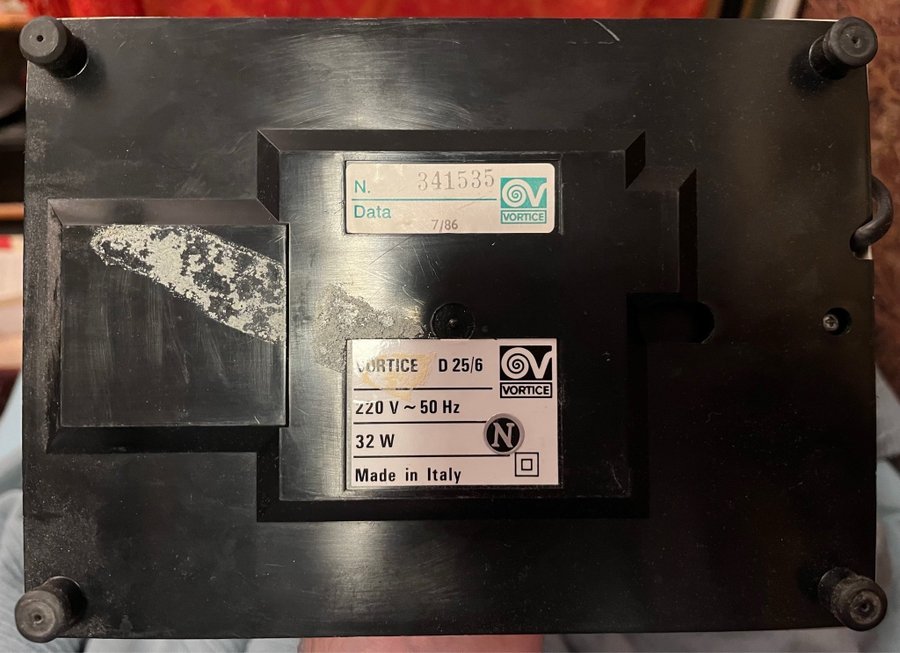 N. 341535
Data 7/86
VORTICE
VORTICE D 25/6
VORTICE
220 V ~ 50 Hz
32 W
N
Made in Italy